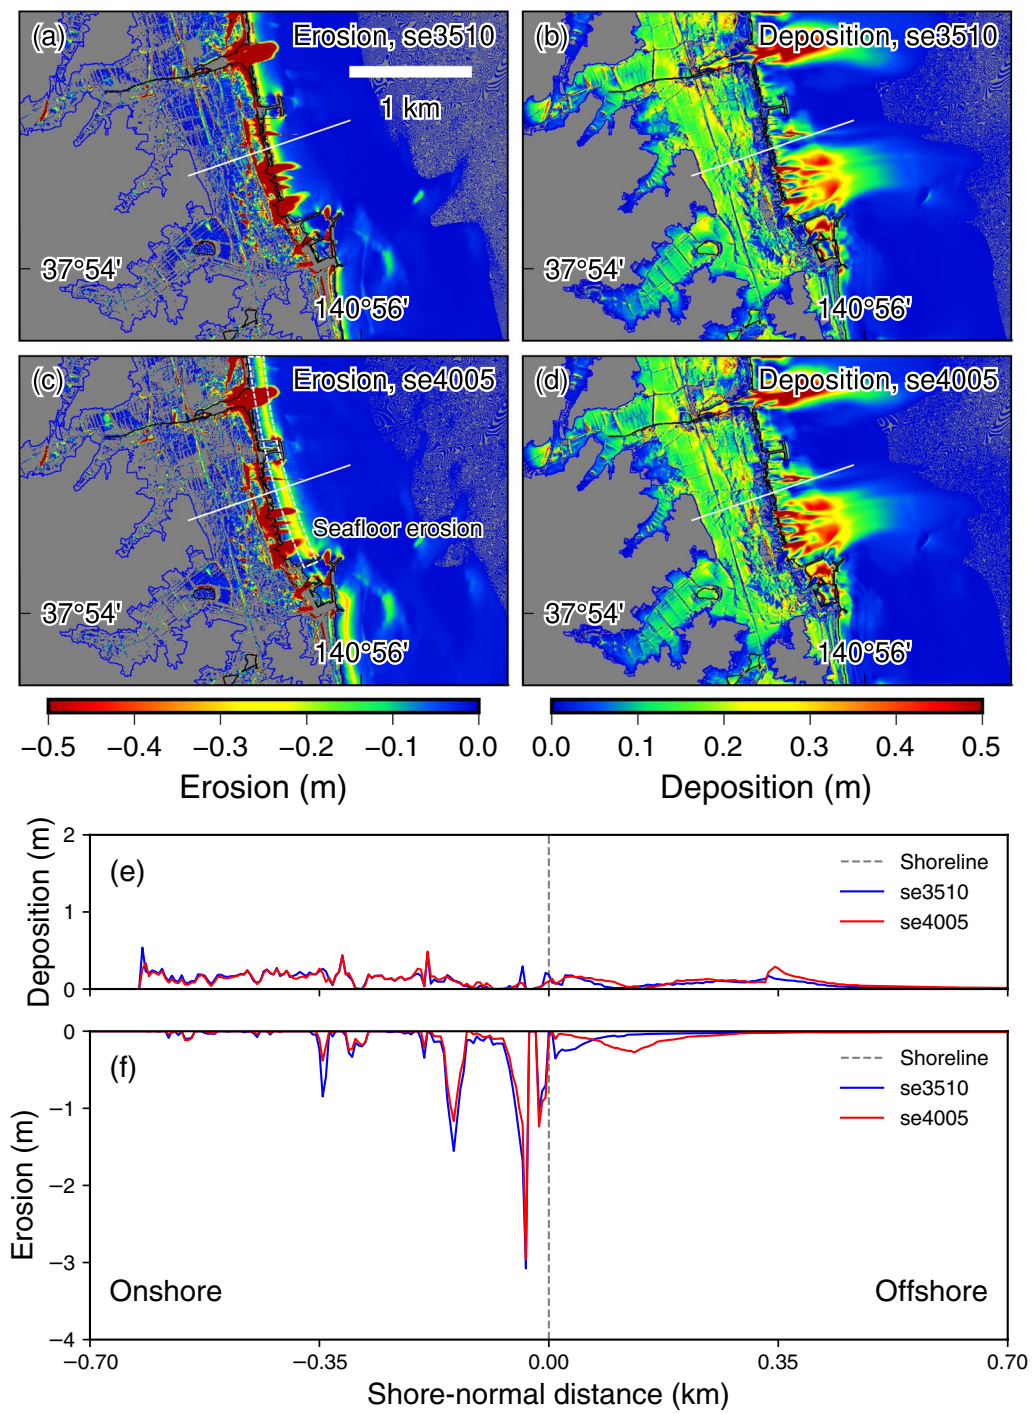 (a) Erosion, se3510
1 km
37°54'
140°56'
(b) Deposition, se3510
37°54'
140°56'
(c) Erosion, se4005
Seafloor erosion
37°54'
140°56'
(d) Deposition, se4005
37°54'
140°56'
−0.5 −0.4 −0.3 −0.2 −0.1 0.0
Erosion (m)
0.0 0.1 0.2 0.3 0.4 0.5
Deposition (m)
(e)
Deposition (m)
2
1
0
Shoreline
se3510
se4005
(f)
Erosion (m)
0
−1
−2
−3
−4
Shoreline
se3510
se4005
Onshore Offshore
−0.70 −0.35 0.00 0.35 0.70
Shore-normal distance (km)